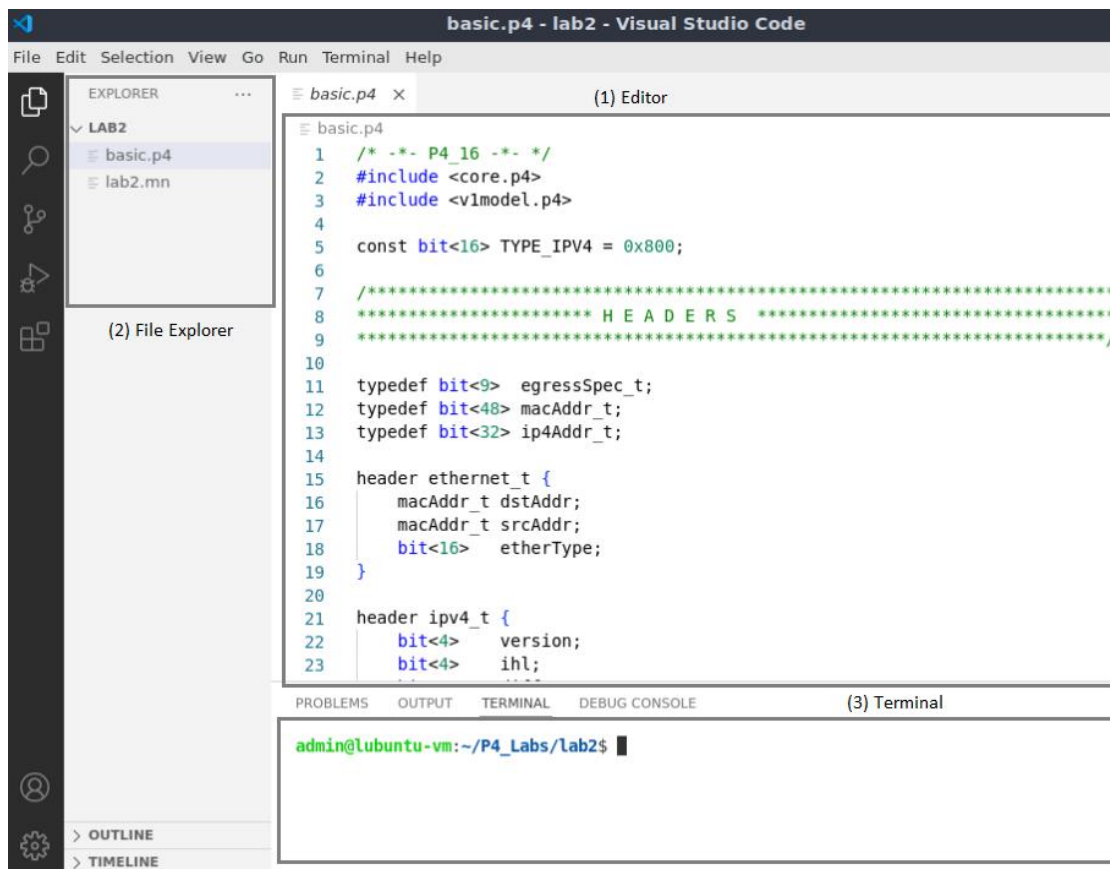 basic.p4 - lab2 - Visual Studio Code
File Edit Selection View Go Run Terminal Help
EXPLORER ...
LAB2
basic.p4
lab2.mn
(2) File Explorer
basic.p4
(1) Editor
basic.p4
1 /* -*- P4_16 -*- */
2 #include <core.p4>
3 #include <v1model.p4>
4
5 const bit<16> TYPE_IPV4 = 0x800;
6
7 /*************************************************************************
8 *********************** H E A D E R S ***********************************
9 *************************************************************************/
10
11 typedef bit<9>  egressSpec_t;
12 typedef bit<48> macAddr_t;
13 typedef bit<32> ip4Addr_t;
14
15 header ethernet_t {
16     macAddr_t dstAddr;
17     macAddr_t srcAddr;
18     bit<16>   etherType;
19 }
20
21 header ipv4_t {
22     bit<4>    version;
23     bit<4>    ihl;
PROBLEMS OUTPUT TERMINAL DEBUG CONSOLE
(3) Terminal
admin@lubuntu-vm:~/P4_Labs/lab2$
OUTLINE
TIMELINE